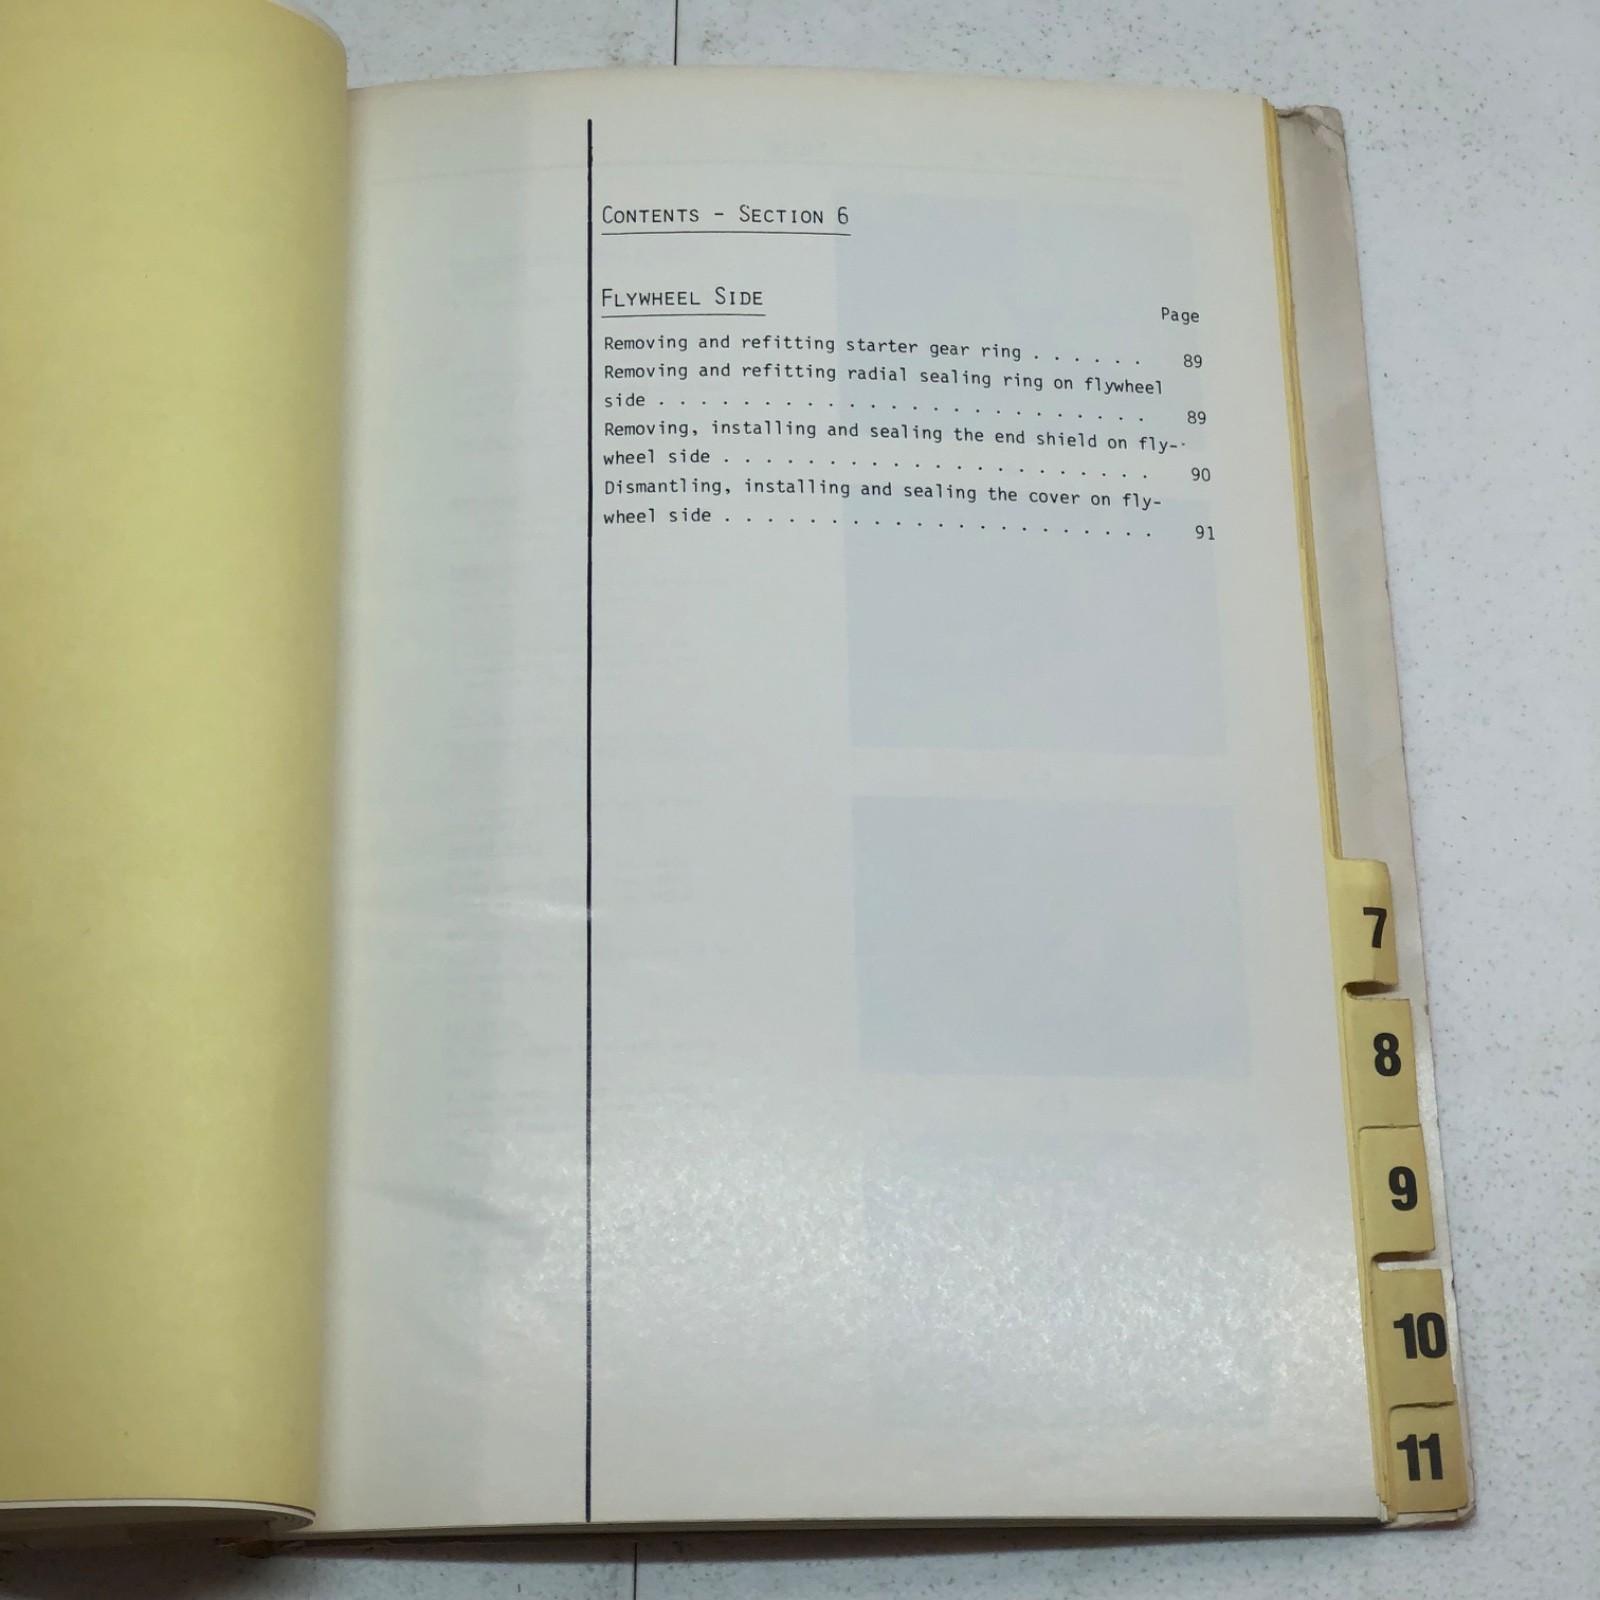 CONTENTS - SECTION 6
FLYWHEEL SIDE
Page
Removing and refitting starter gear ring . . . . . . 89
Removing and refitting radial sealing ring on flywheel
side . . . . . . . . . . . . . . . . . . . . . . . . 89
Removing, installing and sealing the end shield on fly-
wheel side . . . . . . . . . . . . . . . . . . . . . 90
Dismantling, installing and sealing the cover on fly-
wheel side . . . . . . . . . . . . . . . . . . . . . 91
7
8
9
10
11